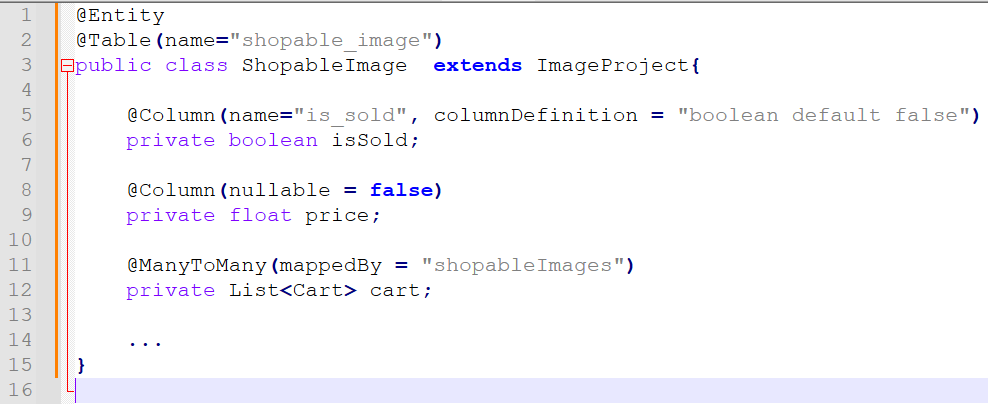 1 @Entity
2 @Table(name="shopable_image")
3 public class ShopableImage  extends ImageProject{
4
5     @Column(name="is_sold", columnDefinition = "boolean default false")
6     private boolean isSold;
7
8     @Column(nullable = false)
9     private float price;
10
11     @ManyToMany(mappedBy = "shopableImages")
12     private List<Cart> cart;
13
14     ...
15 }
16